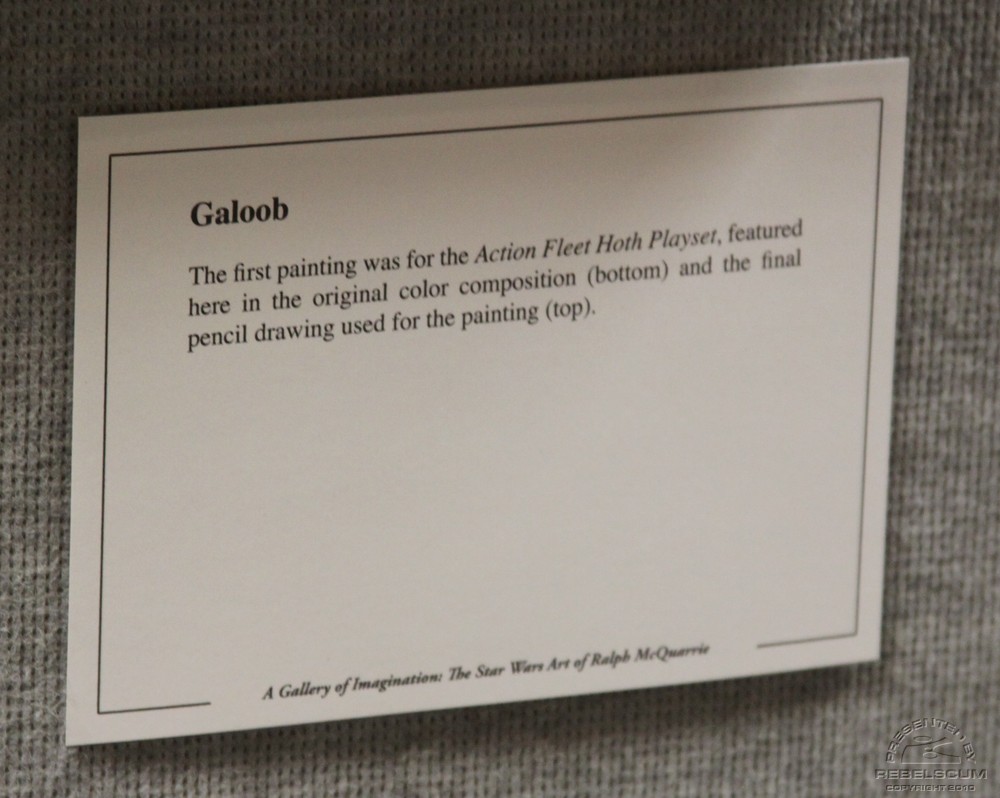 Galoob
The first painting was for the Action Fleet Hoth Playset, featured
here in the original color composition (bottom) and the final
pencil drawing used for the painting (top).
A Gallery of Imagination: The Star Wars Art of Ralph McQuarrie
PRESENTED BY
REBELSCUM
COPYRIGHT 2010